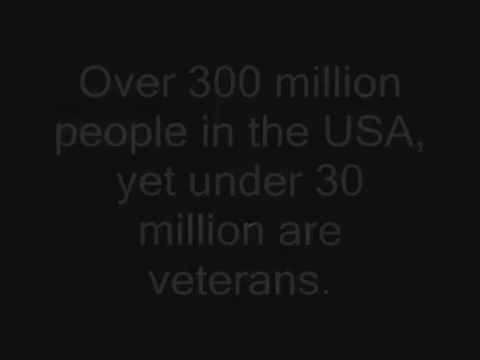 Over 300 million
people in the USA,
yet under 30
million are
veterans.